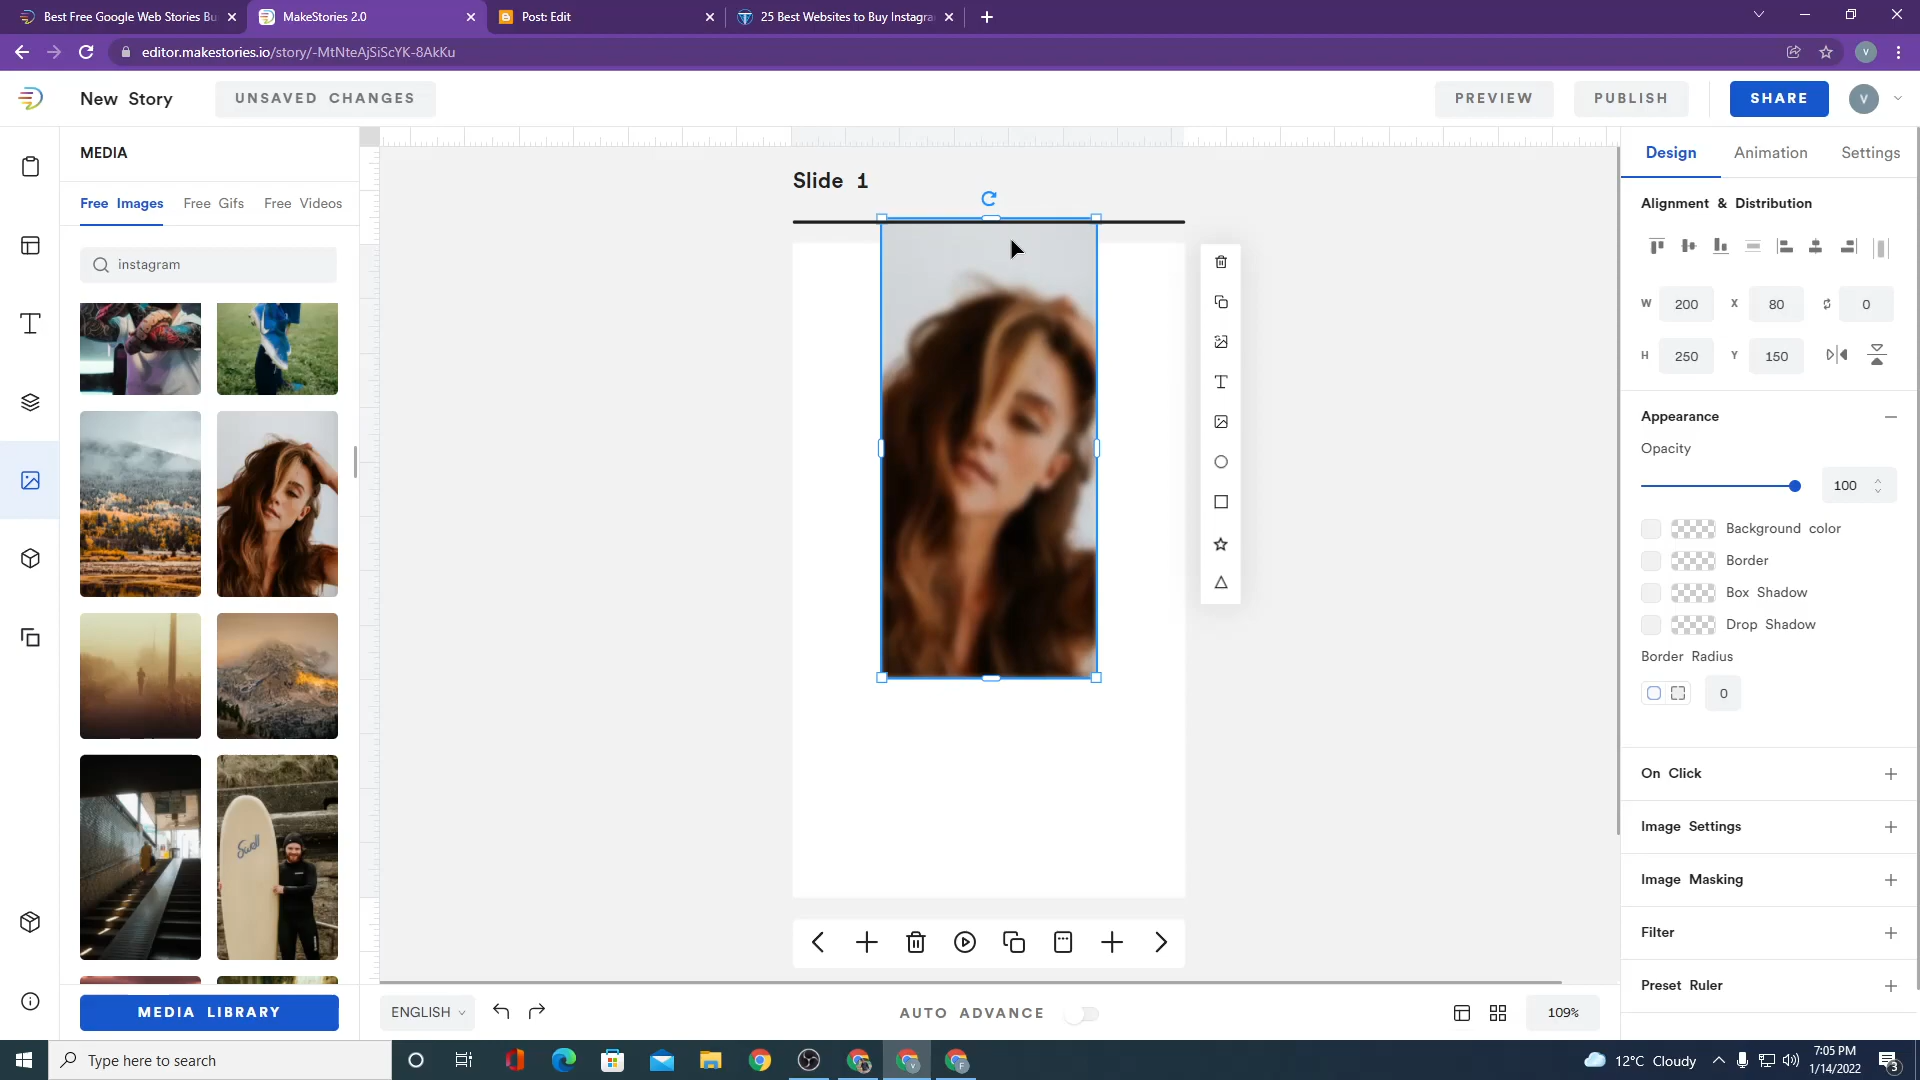 Best Free Google Web Stories Bu
MakeStories 2.0
Post: Edit
25 Best Websites to Buy Instagra
editor.makestories.io/story/-MtNteAjSiScYK-8AkKu
V
New Story
UNSAVED CHANGES
PREVIEW
PUBLISH
SHARE
V
MEDIA
Free Images
Free Gifs
Free Videos
instagram
Swell
MEDIA LIBRARY
Slide 1
ENGLISH
AUTO ADVANCE
109%
Design
Animation
Settings
Alignment & Distribution
W 200 X 80 0
H 250 Y 150
Appearance
Opacity
100
Background color
Border
Box Shadow
Drop Shadow
Border Radius
0
On Click
Image Settings
Image Masking
Filter
Preset Ruler
Type here to search
12°C Cloudy
7:05 PM
1/14/2022
3